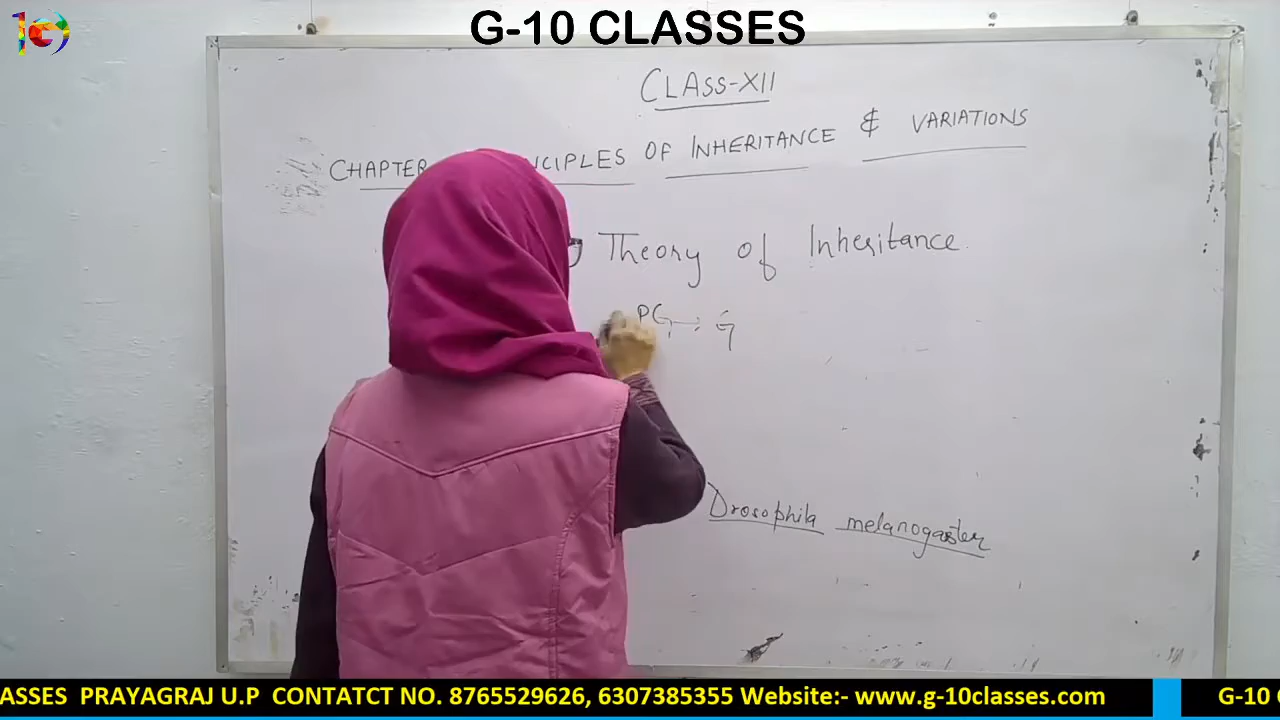 G-10 CLASSES
CLASS-XII
CHAPTER NCIPLES OF INHERITANCE & VARIATIONS
Theory of Inheritance
PG → G
Drosophila melanogaster
ASSES PRAYAGRAJ U.P CONTATCT NO. 8765529626, 6307385355 Website:- www.g-10classes.com G-10 C